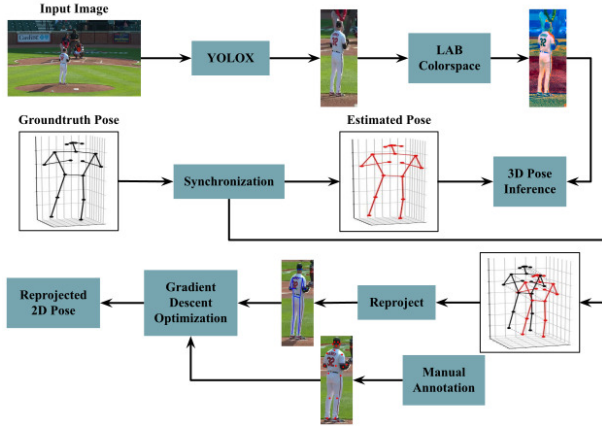 Input Image
YOLOX
LAB
Colorspace
Groundtruth Pose
Estimated Pose
Synchronization
3D Pose
Inference
Reprojected
2D Pose
Gradient
Descent
Optimization
Reproject
Manual
Annotation